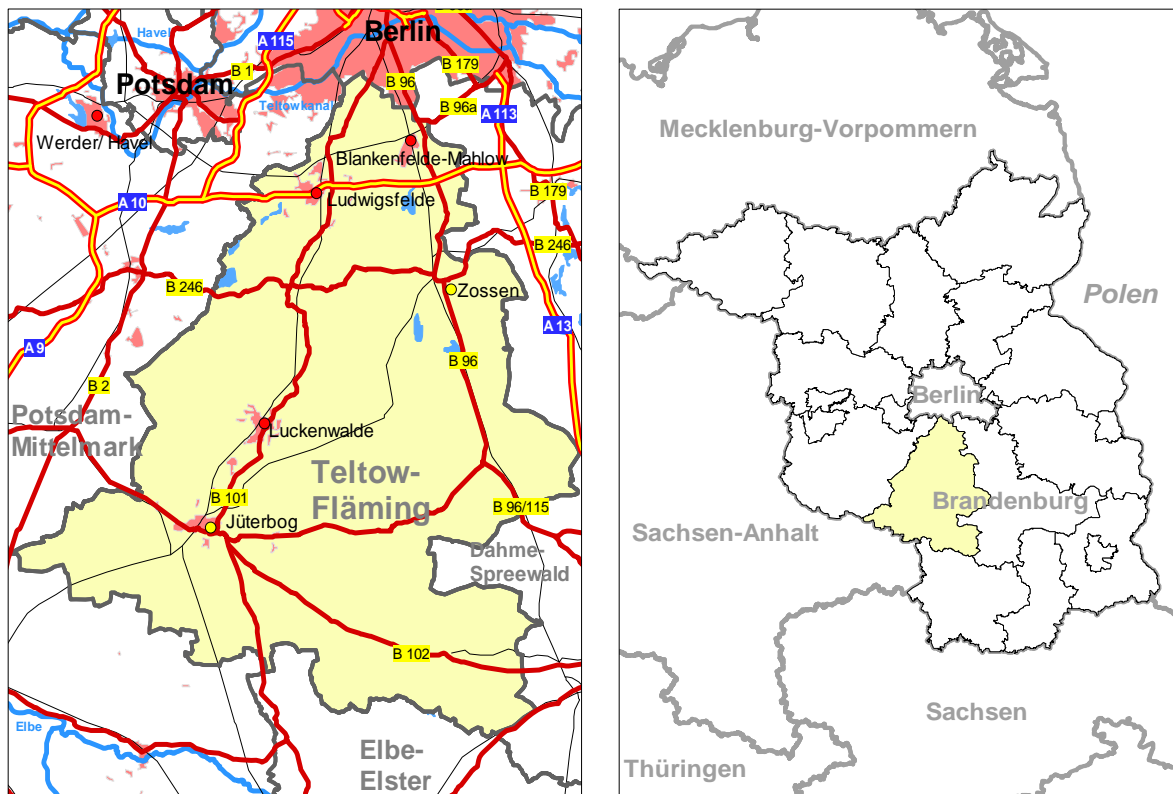 Havel
Berlin
A 115
B 1
B 179
Potsdam
B 96
Teltowkanal
B 96a
A 113
Werder/ Havel
Blankenfelde-Mahlow
B 179
A 10
Ludwigsfelde
B 246
B 246
Zossen
A 13
A 9
B 96
B 2
Potsdam-
Mittelmark
Luckenwalde
Teltow-
Fläming
B 101
B 96/115
Jüterbog
Dahme-
Spreewald
B 102
Elbe
Elbe-
Elster
Mecklenburg-Vorpommern
Polen
Berlin
Brandenburg
Sachsen-Anhalt
Sachsen
Thüringen